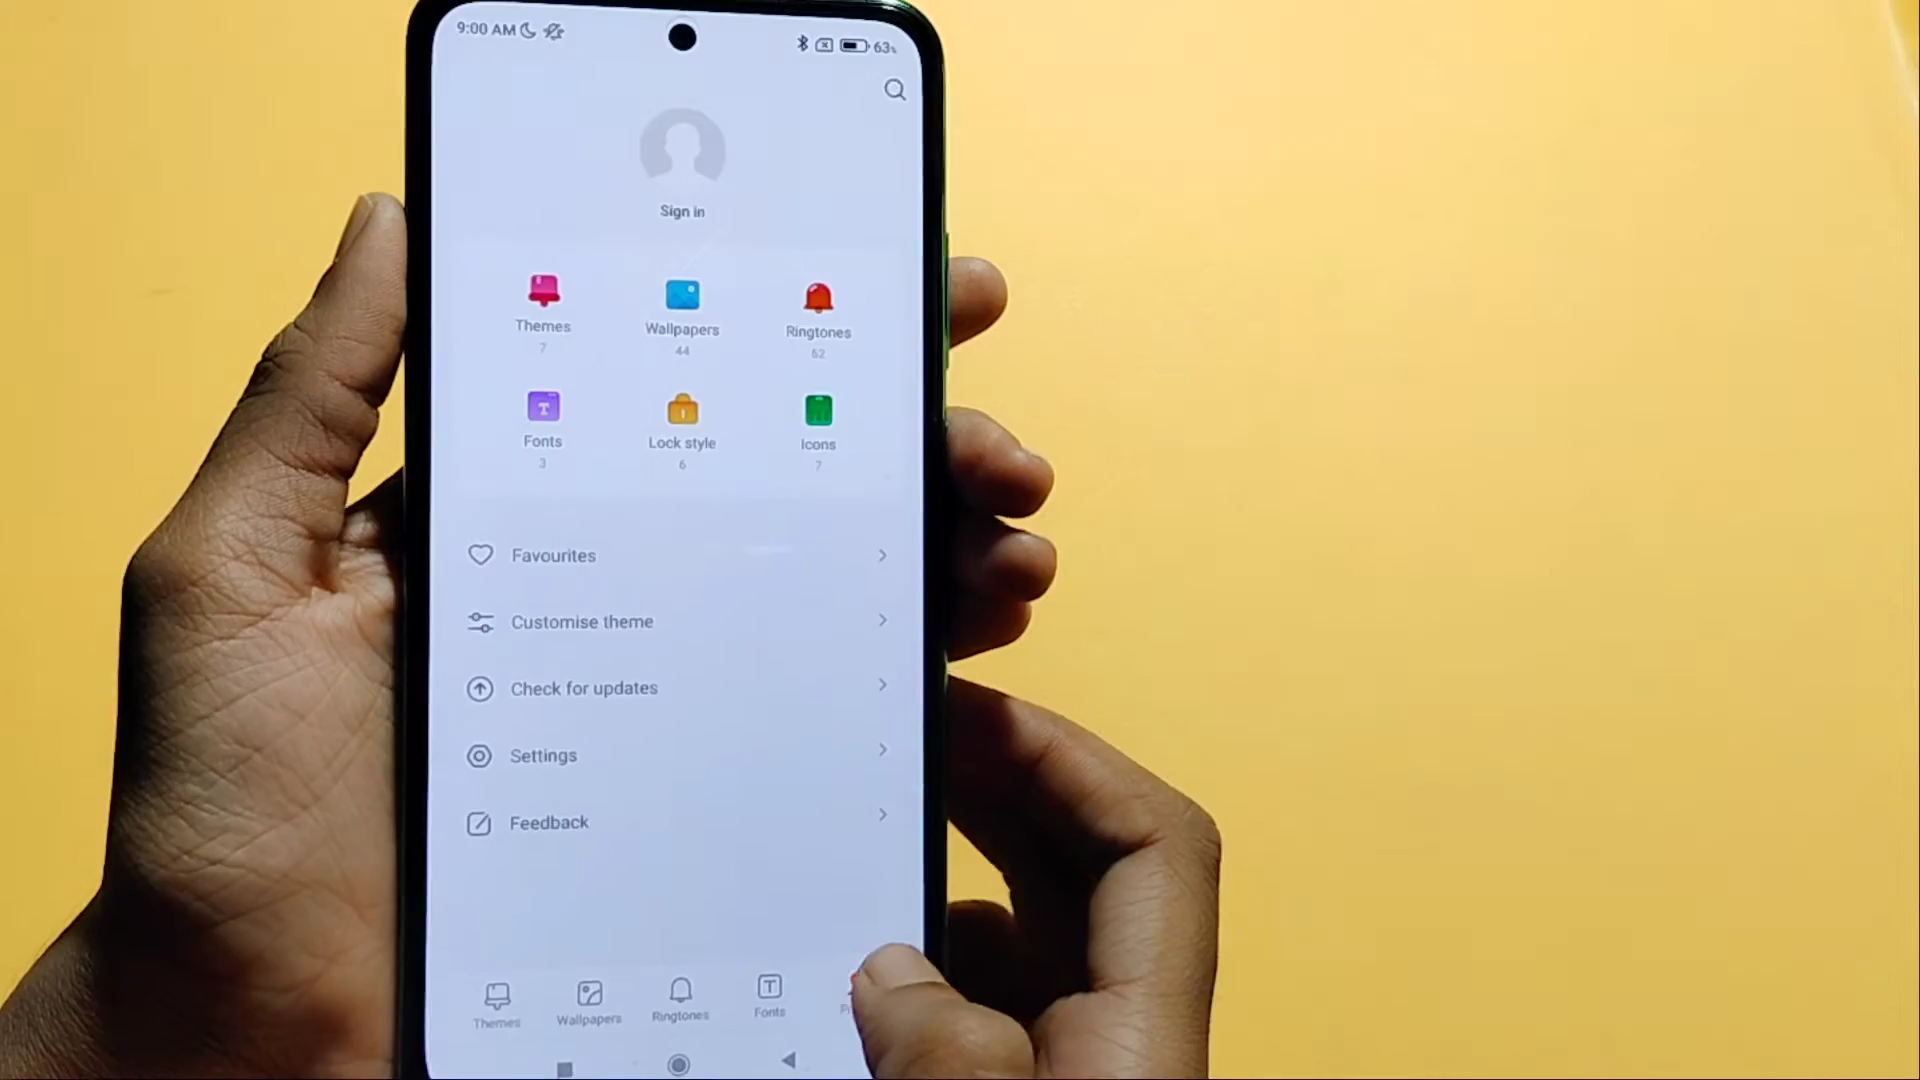 9:00 AM
63%
Sign in
Themes Wallpapers Ringtones
7 44 62
Fonts Lock style Icons
3 6 7
Favourites
Customise theme
Check for updates
Settings
Feedback
Themes Wallpapers Ringtones Fonts